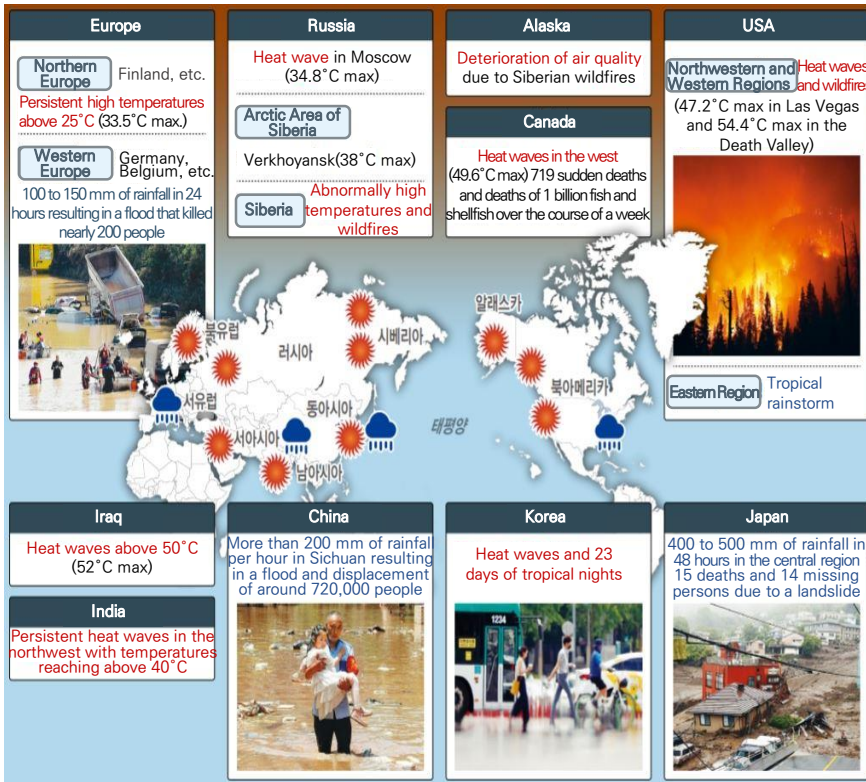 Europe
Northern
Europe
Finland, etc.
Persistent high temperatures
above 25˚C (33.5˚C max.)
Western
Europe
Germany,
Belgium, etc.
100 to 150 mm of rainfall in 24
hours resulting in a flood that killed
nearly 200 people
Russia
Heat wave in Moscow
(34.8˚C max)
Arctic Area of
Siberia
Verkhoyansk(38˚C max)
Siberia
Abnormally high
temperatures and
wildfires
Alaska
Deterioration of air quality
due to Siberian wildfires
Canada
Heat waves in the west
(49.6˚C max) 719 sudden deaths
and deaths of 1 billion fish and
shellfish over the course of a week
USA
Northwestern and
Western Regions
Heat waves
and wildfire
(47.2˚C max in Las Vegas
and 54.4˚C max in the
Death Valley)
Eastern Region
Tropical
rainstorm
북유럽
러시아
시베리아
알래스카
서유럽
동아시아
북아메리카
서아시아
태평양
남아시아
Iraq
Heat waves above 50˚C
(52˚C max)
India
Persistent heat waves in the
northwest with temperatures
reaching above 40˚C
China
More than 200 mm of rainfall
per hour in Sichuan resulting
in a flood and displacement
of around 720,000 people
Korea
Heat waves and 23
days of tropical nights
1234
Japan
400 to 500 mm of rainfall in
48 hours in the central region
15 deaths and 14 missing
persons due to a landslide